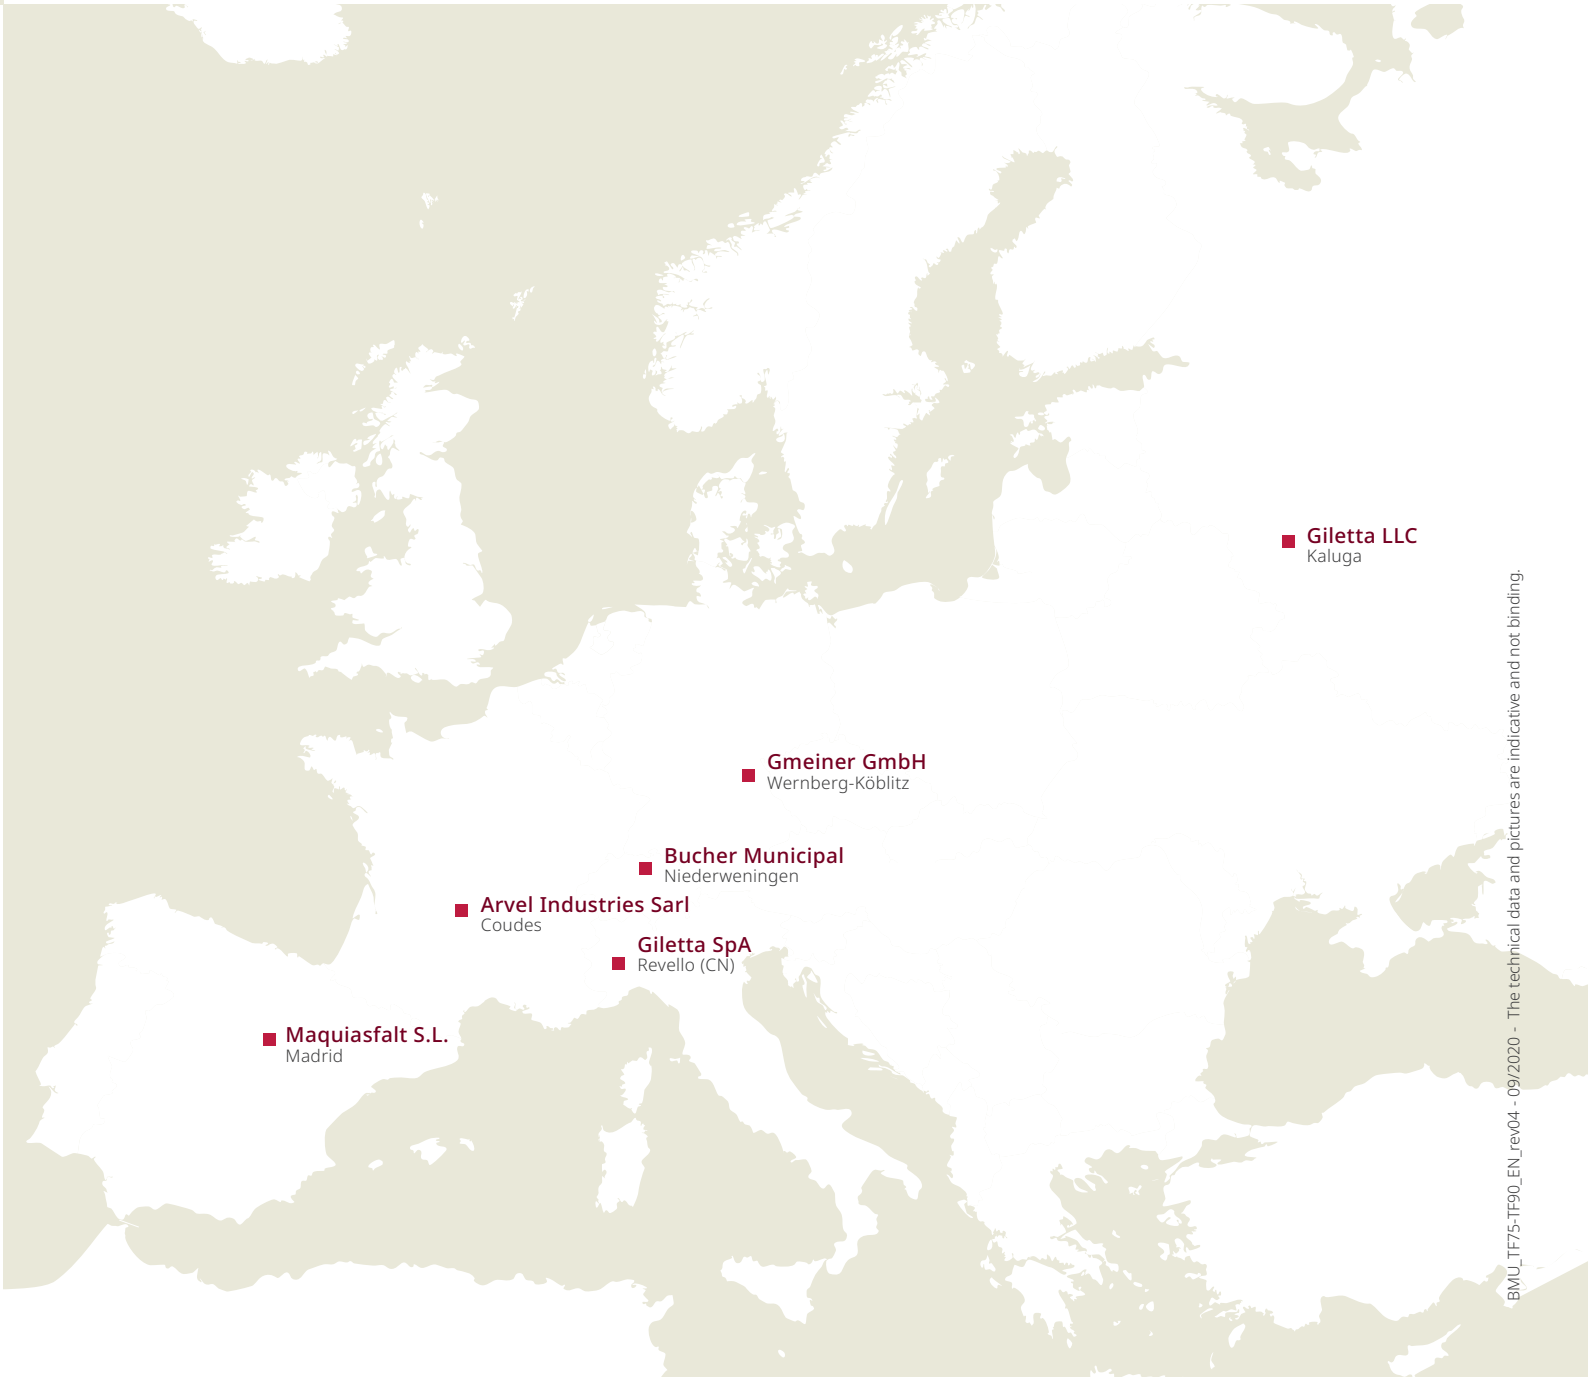 Giletta LLC
Kaluga
Gmeiner GmbH
Wernberg-Köblitz
Bucher Municipal
Niederweningen
Arvel Industries Sarl
Coudes
Giletta SpA
Revello (CN)
Maquiasfalt S.L.
Madrid
BMU_TF75-TF90_EN_rev04 - 09/2020 - The technical data and pictures are indicative and not binding.